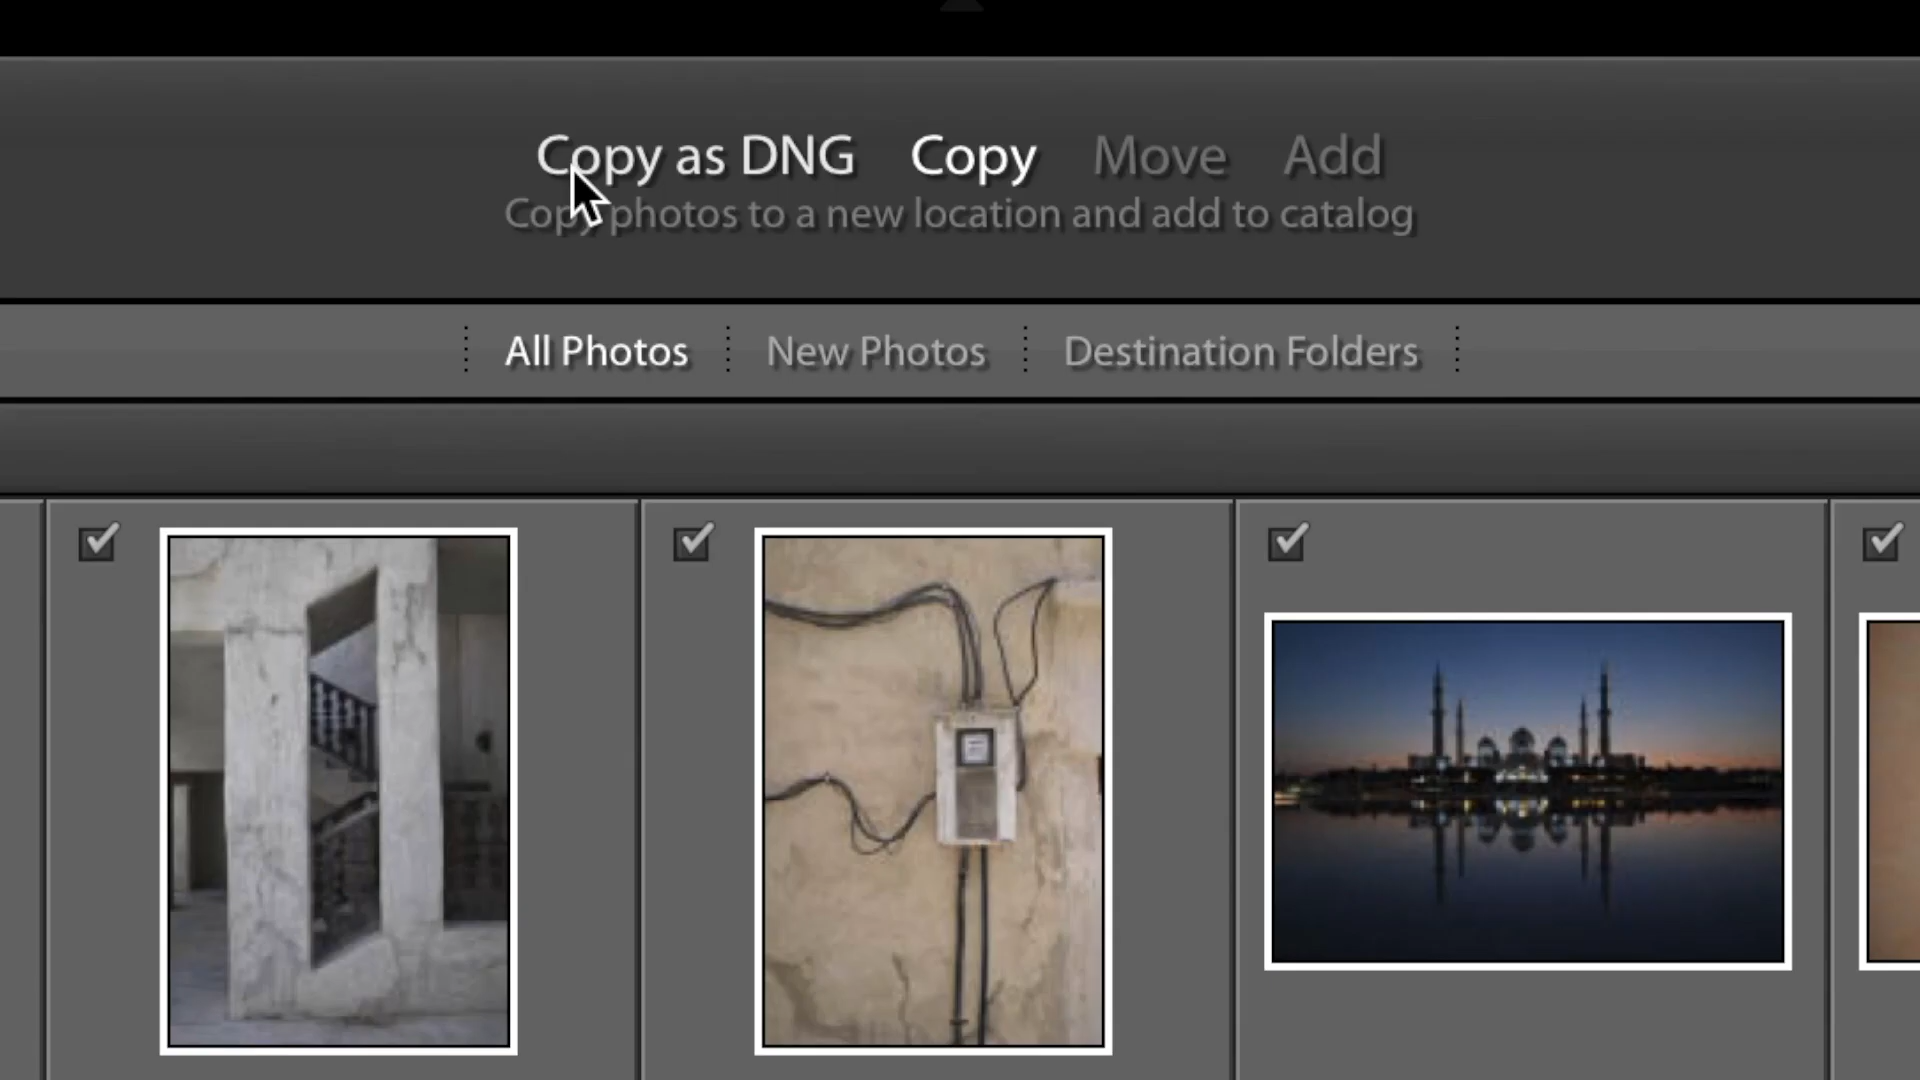 Copy as DNG Copy Move Add
Copy photos to a new location and add to catalog
All Photos New Photos Destination Folders